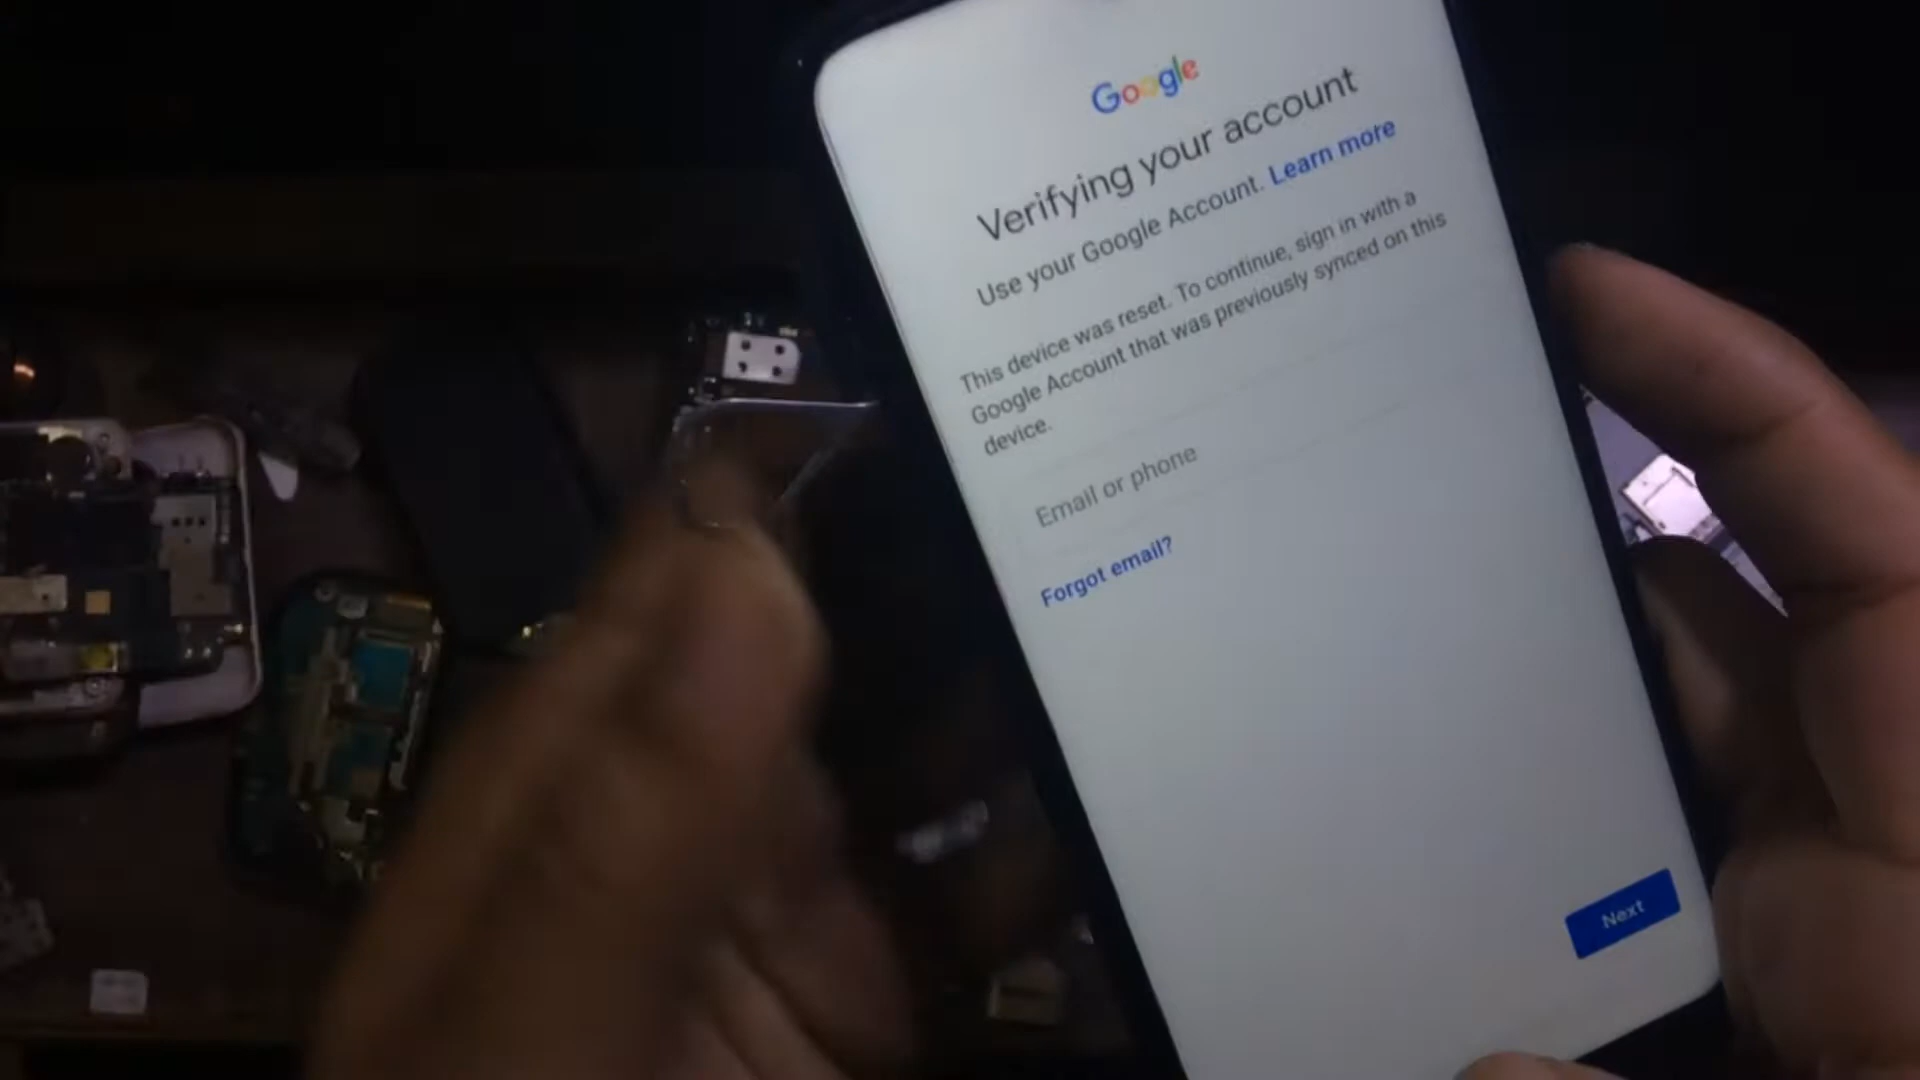 Google
Verifying your account
Use your Google Account. Learn more
This device was reset. To continue, sign in with a
Google Account that was previously synced on this
device.
Email or phone
Forgot email?
Next